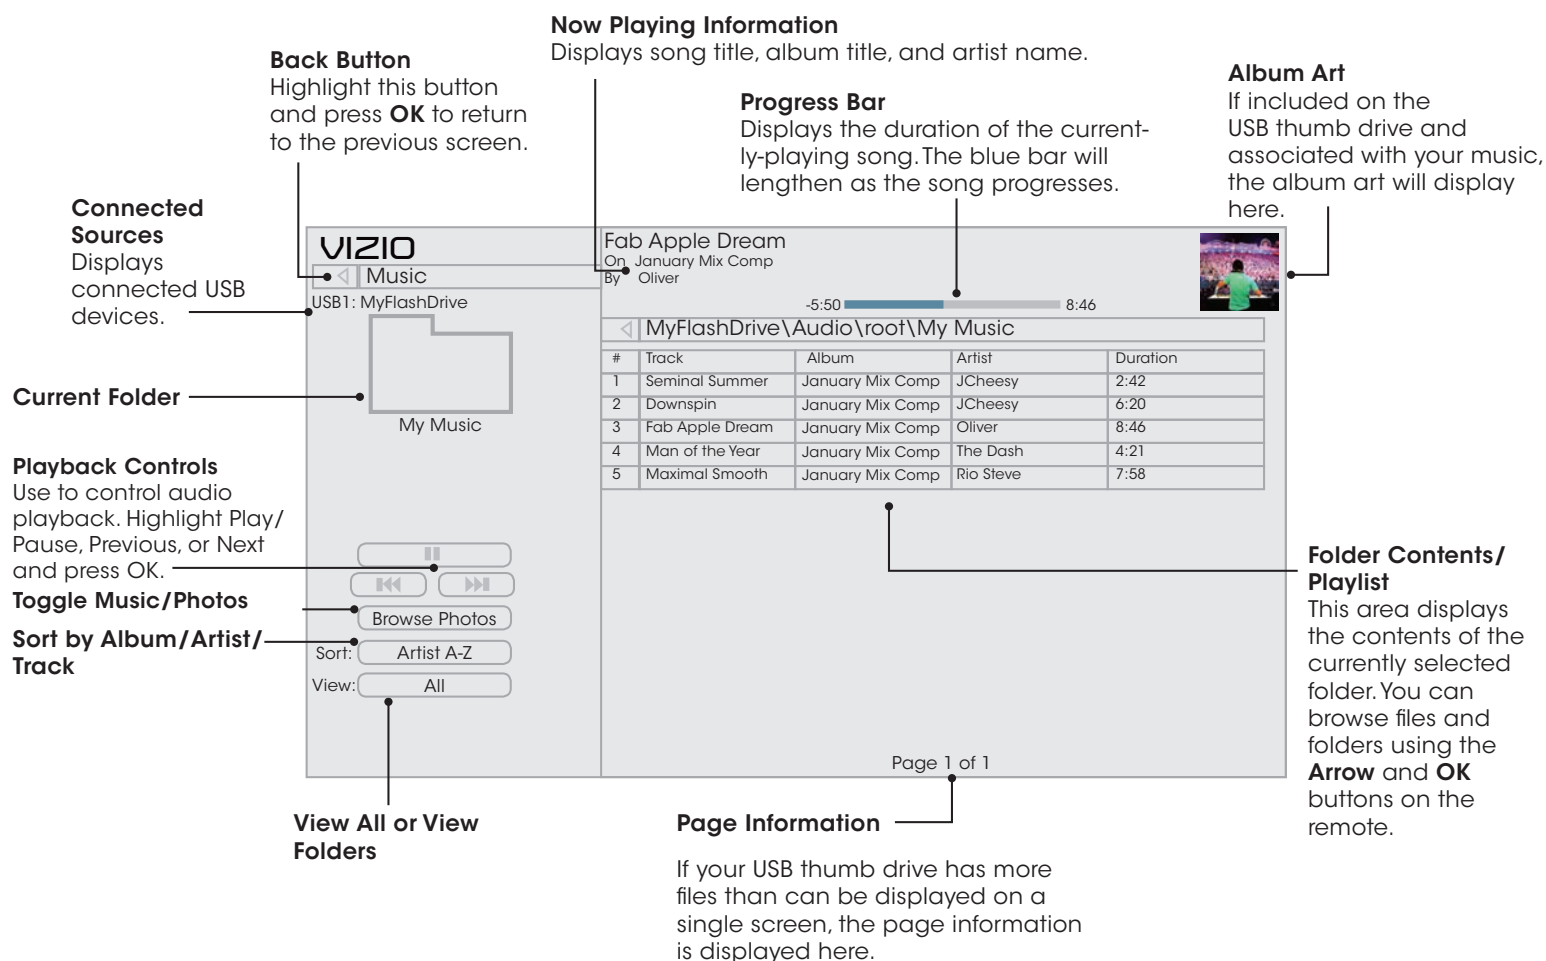 Now Playing Information
Displays song title, album title, and artist name.
Back Button
Highlight this button
and press OK to return
to the previous screen.
Progress Bar
Displays the duration of the current-
ly-playing song. The blue bar will
lengthen as the song progresses.
Album Art
If included on the
USB thumb drive and
associated with your music,
the album art will display
here.
Connected
Sources
Displays
connected USB
devices.
VIZIO
Music
USB1: MyFlashDrive
My Music
Fab Apple Dream
On January Mix Comp
By Oliver
-5:50 8:46
MyFlashDrive\Audio\root\My Music
# Track Album Artist Duration
1 Seminal Summer January Mix Comp JCheesy 2:42
2 Downspin January Mix Comp JCheesy 6:20
3 Fab Apple Dream January Mix Comp Oliver 8:46
4 Man of the Year January Mix Comp The Dash 4:21
5 Maximal Smooth January Mix Comp Rio Steve 7:58
Current Folder
Playback Controls
Use to control audio
playback. Highlight Play/
Pause, Previous, or Next
and press OK.
Toggle Music/Photos
Sort by Album/Artist/
Track
Browse Photos
Sort: Artist A-Z
View: All
Page 1 of 1
Folder Contents/
Playlist
This area displays
the contents of the
currently selected
folder. You can
browse files and
folders using the
Arrow and OK
buttons on the
remote.
View All or View
Folders
Page Information
If your USB thumb drive has more
files than can be displayed on a
single screen, the page information
is displayed here.